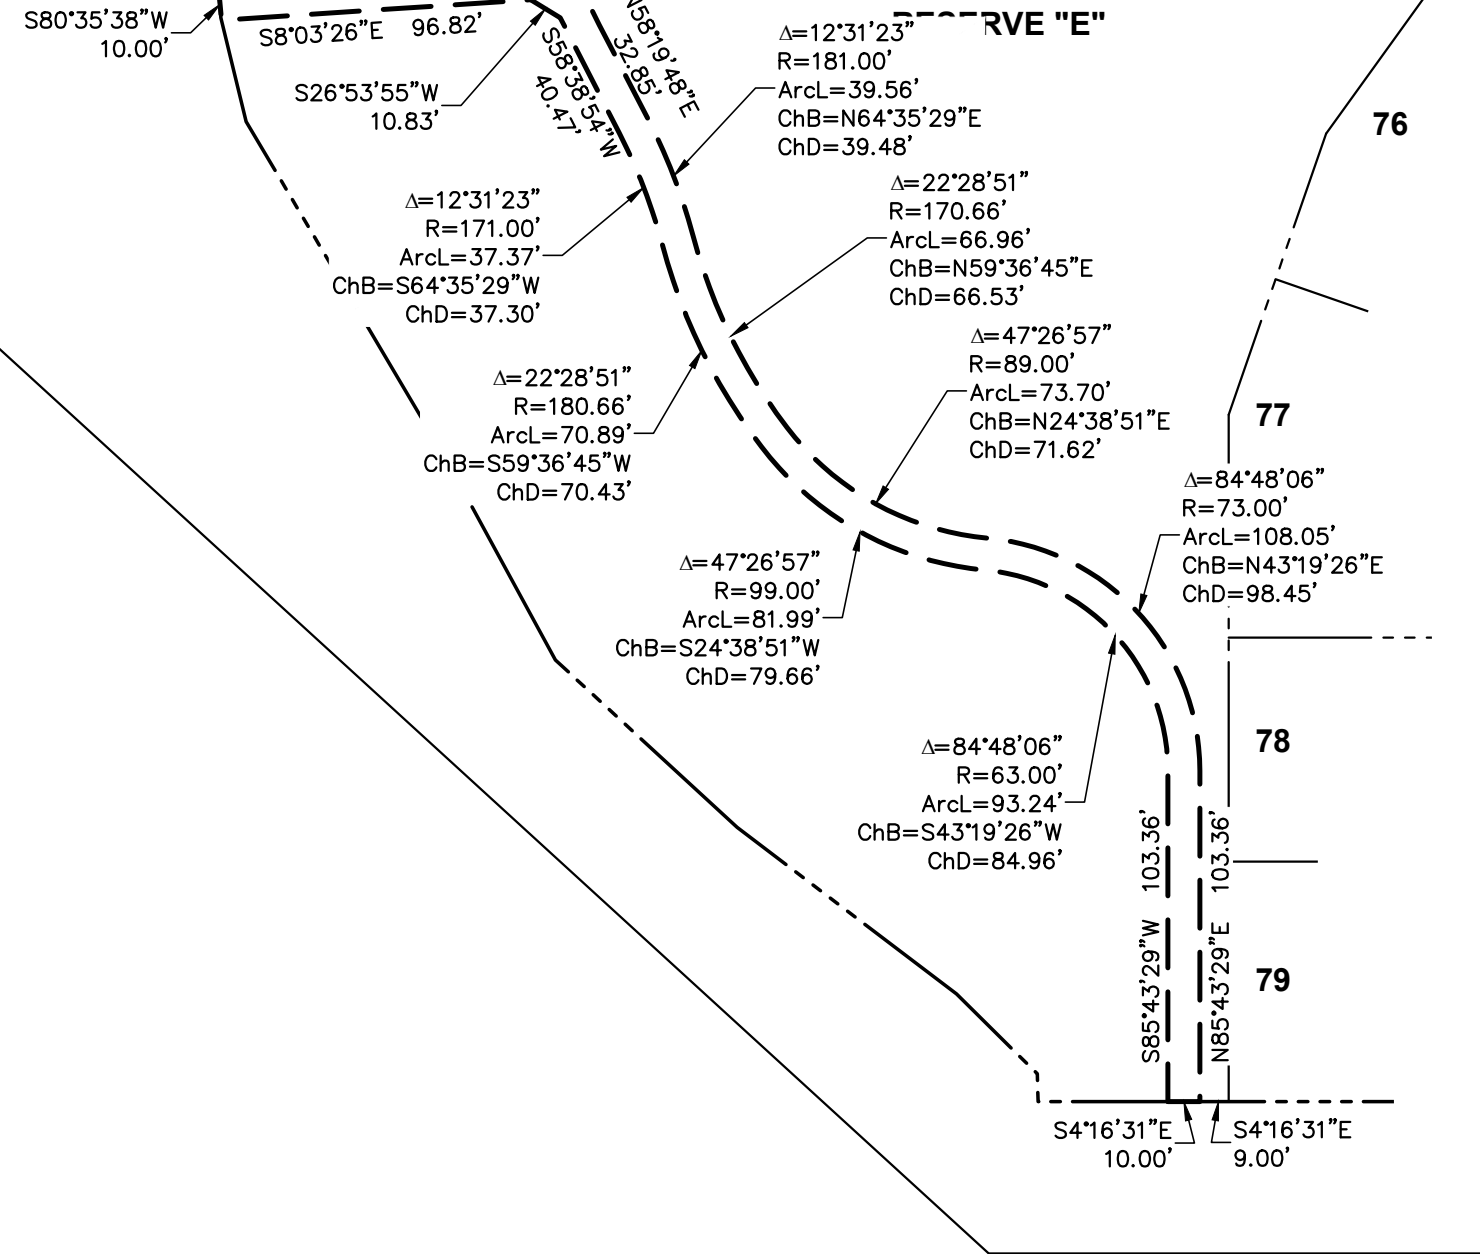 S80°35'38"W
10.00'
S8°03'26"E 96.82'
S26°53'55"W
10.83'
S58°38'54"W
40.47'
N58°19'48"E
32.85'
RESERVE "E"
Δ=12°31'23"
R=181.00'
ArcL=39.56'
ChB=N64°35'29"E
ChD=39.48'
76
Δ=12°31'23"
R=171.00'
ArcL=37.37'
ChB=S64°35'29"W
ChD=37.30'
Δ=22°28'51"
R=170.66'
ArcL=66.96'
ChB=N59°36'45"E
ChD=66.53'
Δ=22°28'51"
R=180.66'
ArcL=70.89'
ChB=S59°36'45"W
ChD=70.43'
Δ=47°26'57"
R=89.00'
ArcL=73.70'
ChB=N24°38'51"E
ChD=71.62'
77
Δ=84°48'06"
R=73.00'
ArcL=108.05'
ChB=N43°19'26"E
ChD=98.45'
Δ=47°26'57"
R=99.00'
ArcL=81.99'
ChB=S24°38'51"W
ChD=79.66'
78
Δ=84°48'06"
R=63.00'
ArcL=93.24'
ChB=S43°19'26"W
ChD=84.96'
S85°43'29"W 103.36'
N85°43'29"E 103.36'
79
S4°16'31"E
10.00'
S4°16'31"E
9.00'